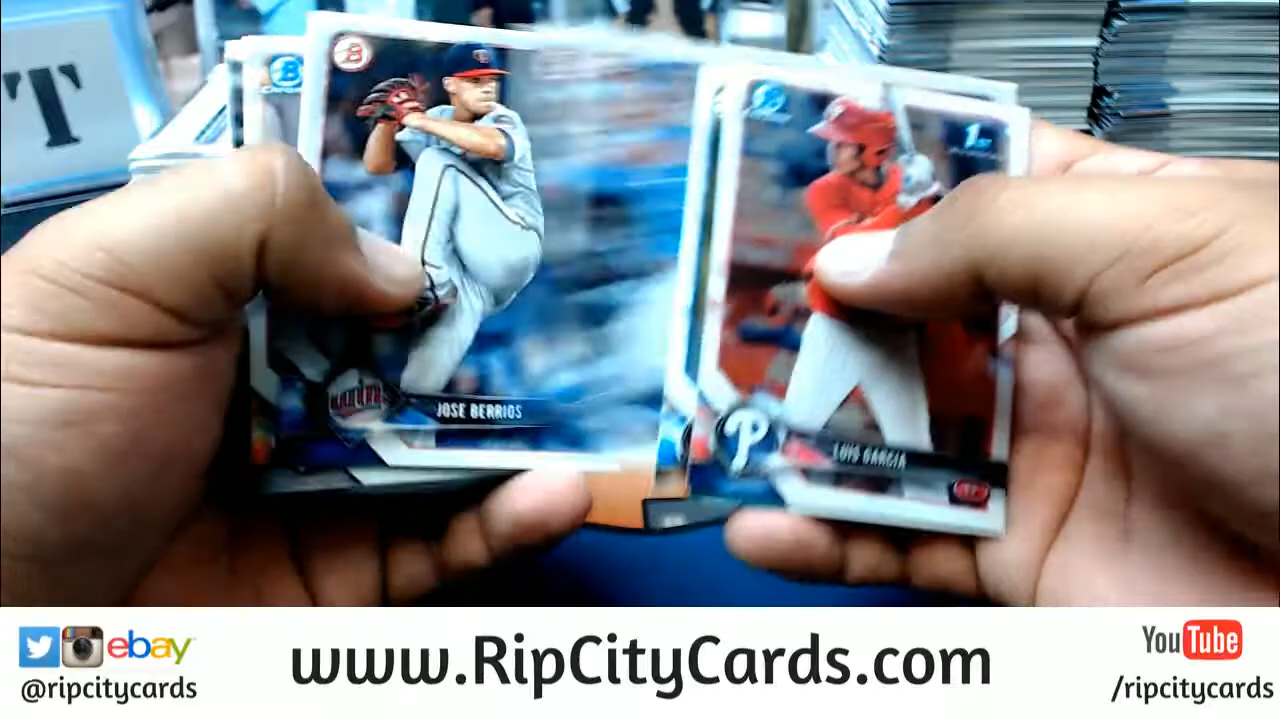 T
B
B
1st
Twins
JOSE BERRIOS
P
LUIS GARCIA
ebay
@ripcitycards
www.RipCityCards.com
YouTube
/ripcitycards